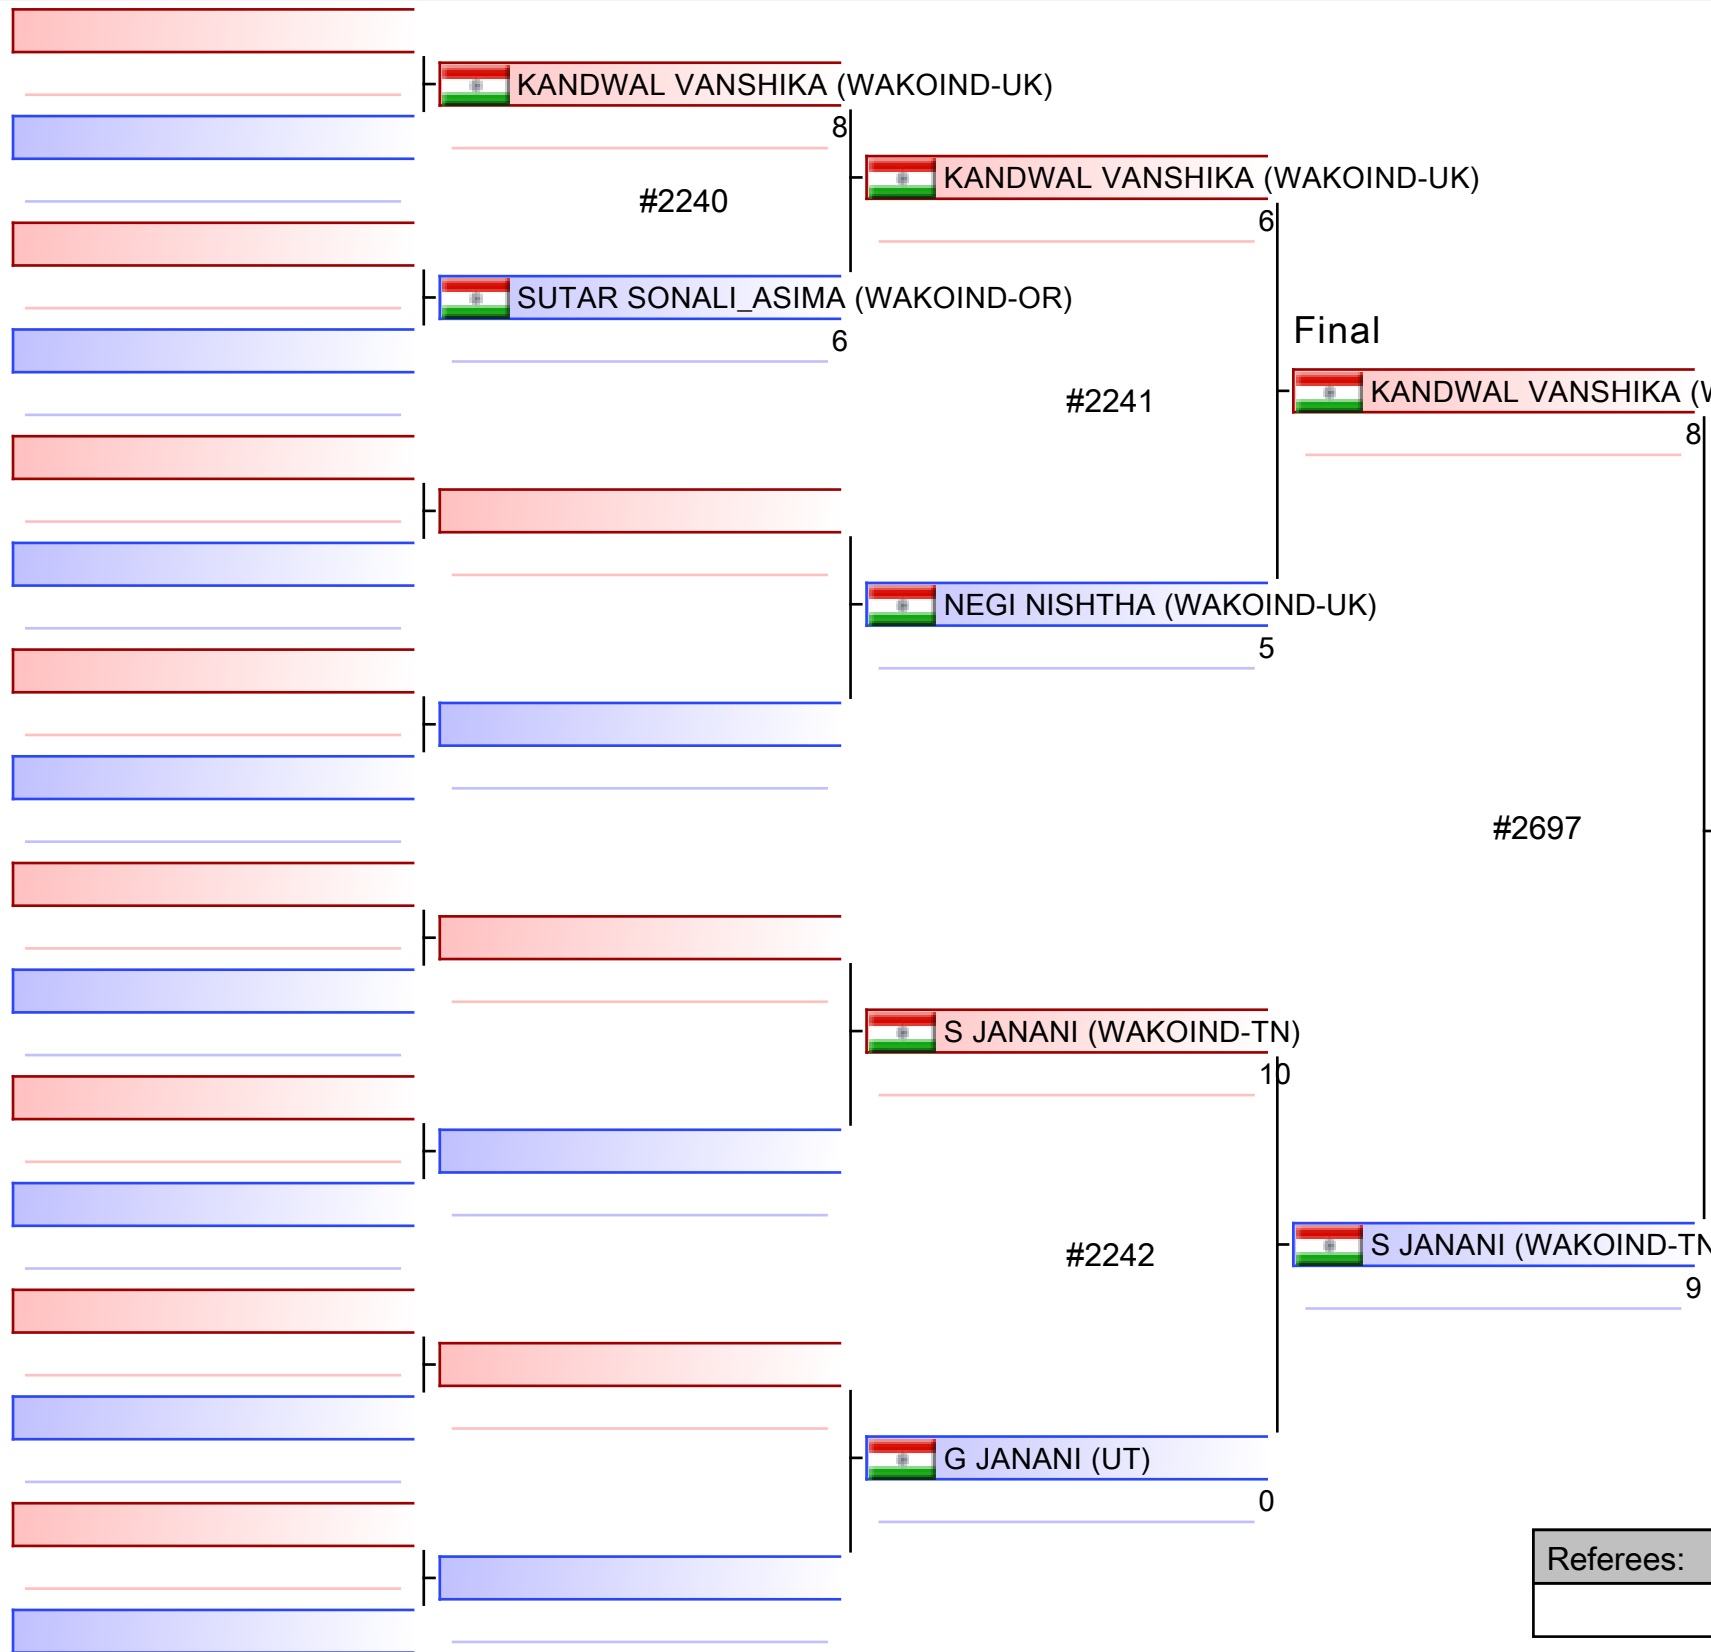 KANDWAL VANSHIKA (WAKOIND-UK)
8
KANDWAL VANSHIKA (WAKOIND-UK)
#2240
6
SUTAR SONALI_ASIMA (WAKOIND-OR)
6
Final
KANDWAL VANSHIKA (W
#2241
8
NEGI NISHTHA (WAKOIND-UK)
5
#2697
S JANANI (WAKOIND-TN)
10
S JANANI (WAKOIND-TN
#2242
9
G JANANI (UT)
0
Referees: